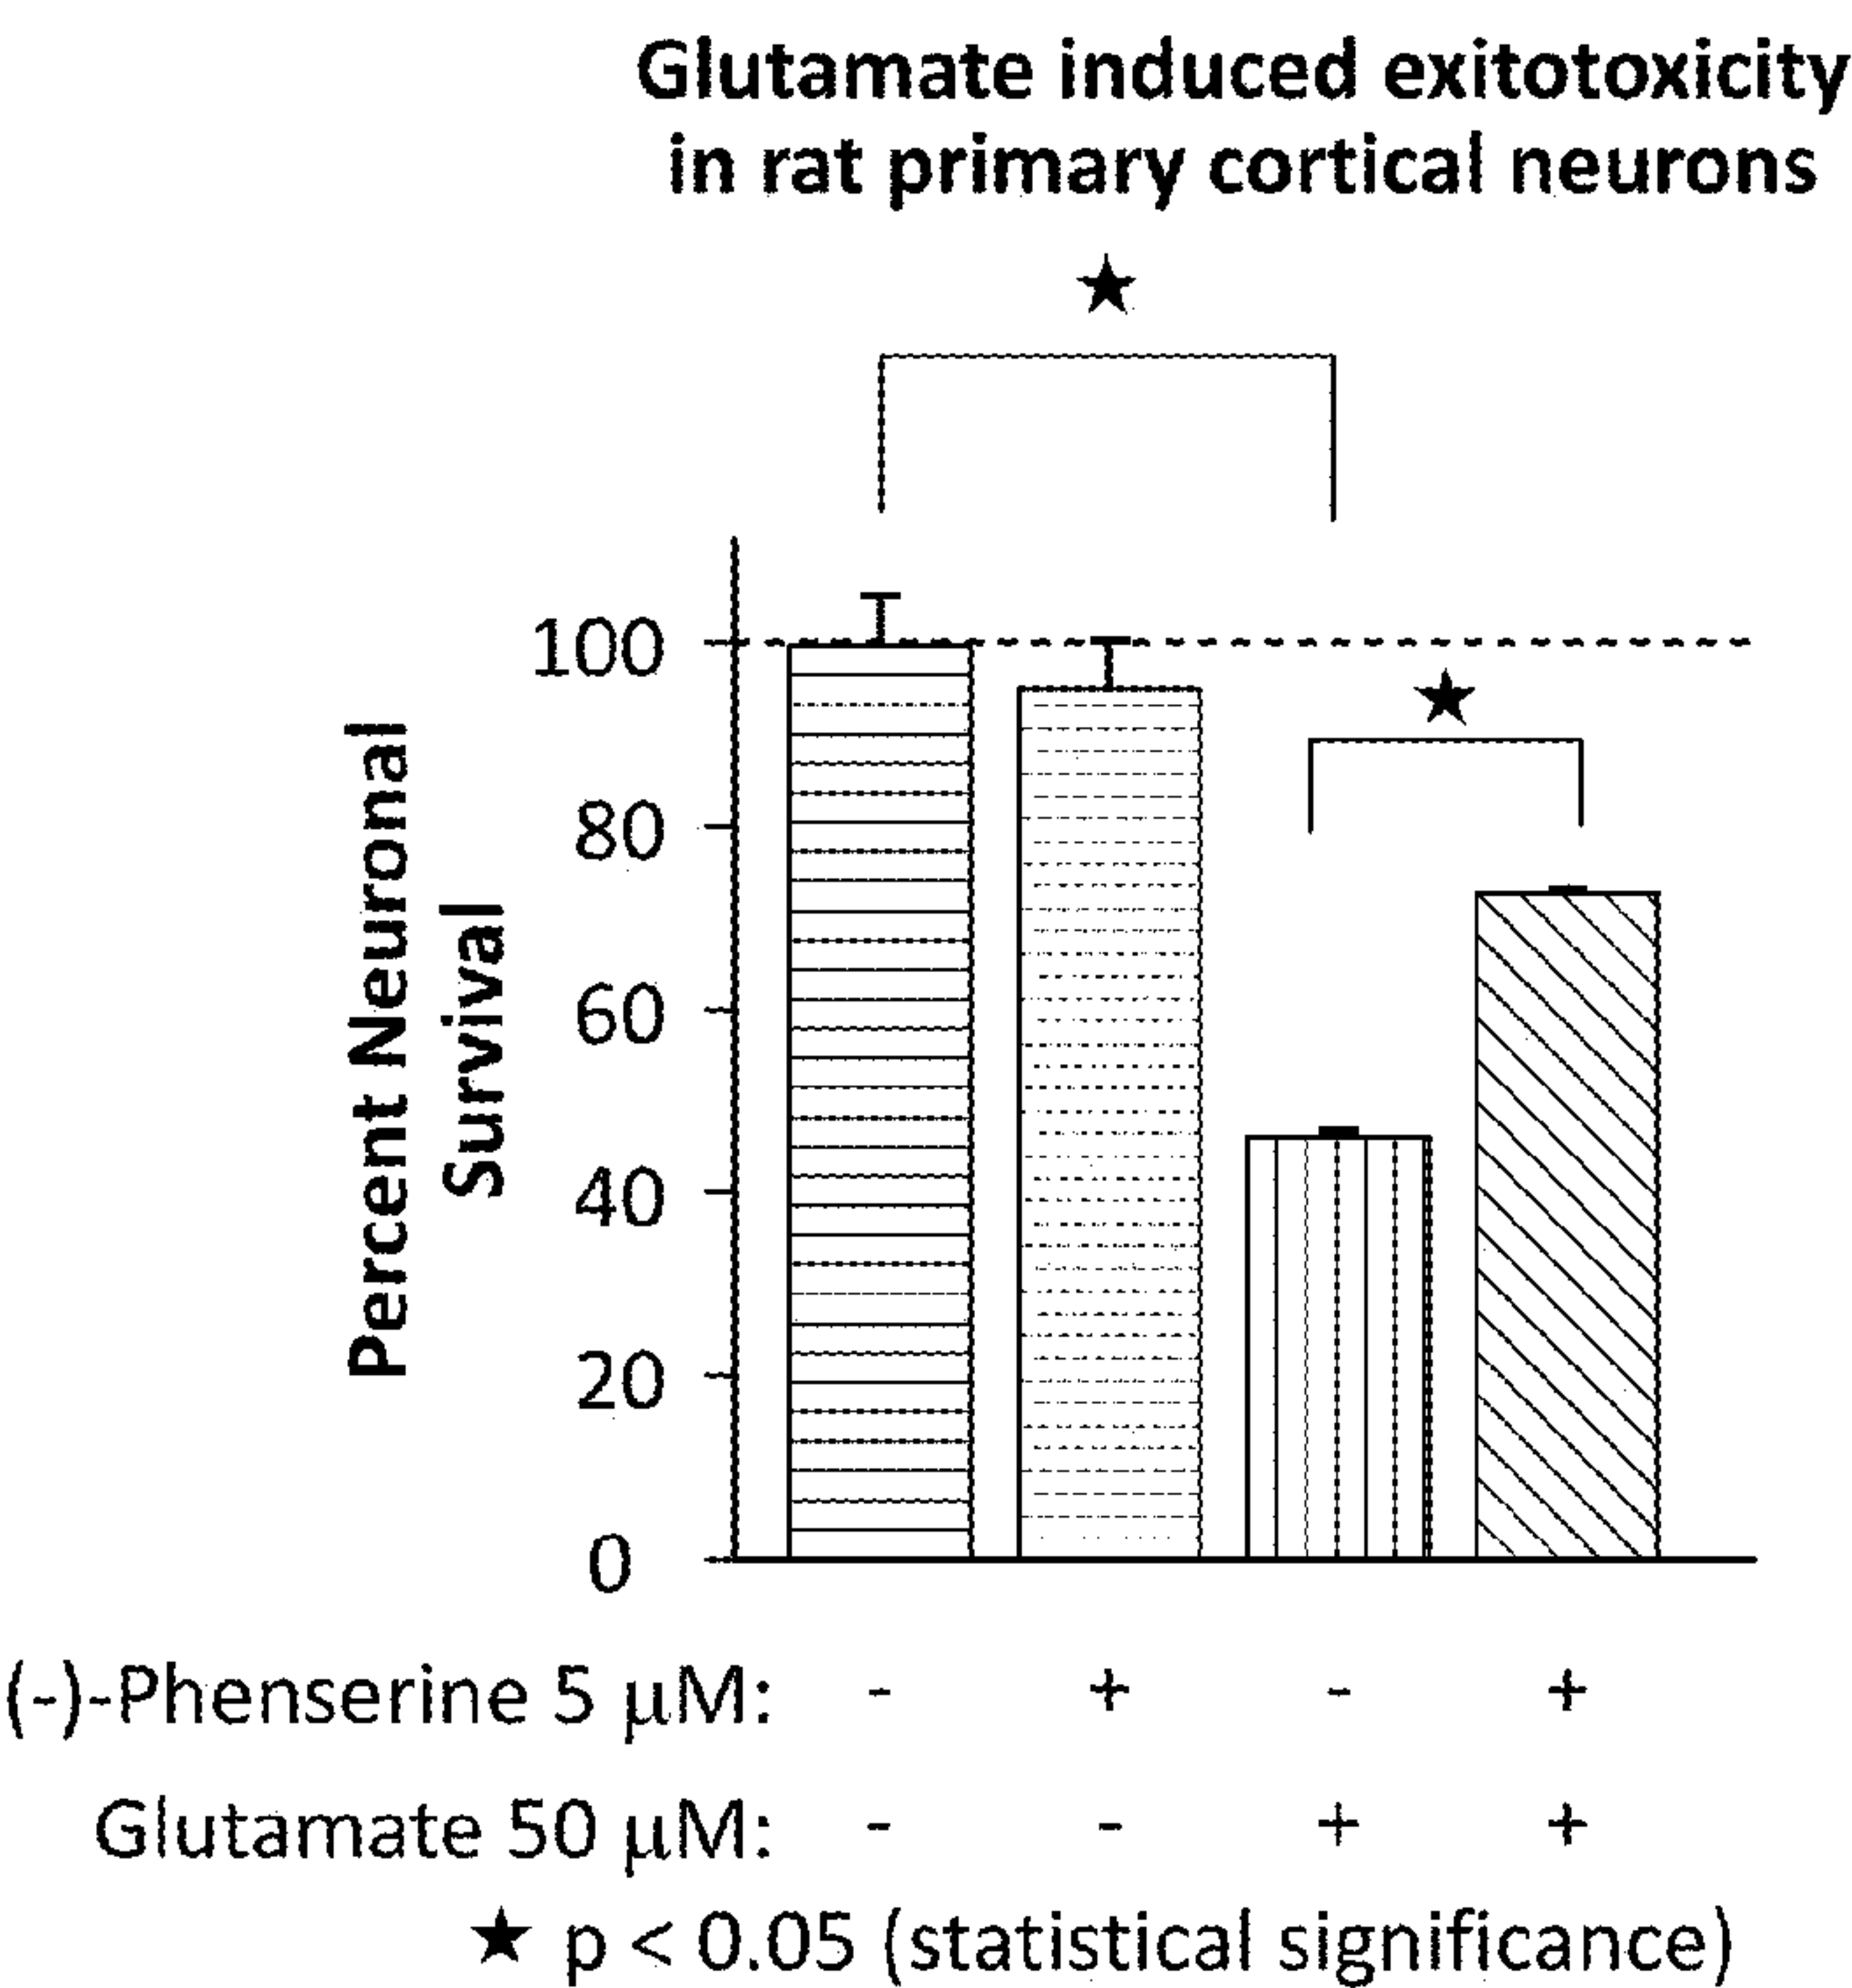 Glutamate induced exitotoxicity
in rat primary cortical neurons
★
★
Percent Neuronal
Survival
100
80
60
40
20
0
(-)-Phenserine 5 μM: - + - +
Glutamate 50 μM: - - + +
★ p < 0.05 (statistical significance)